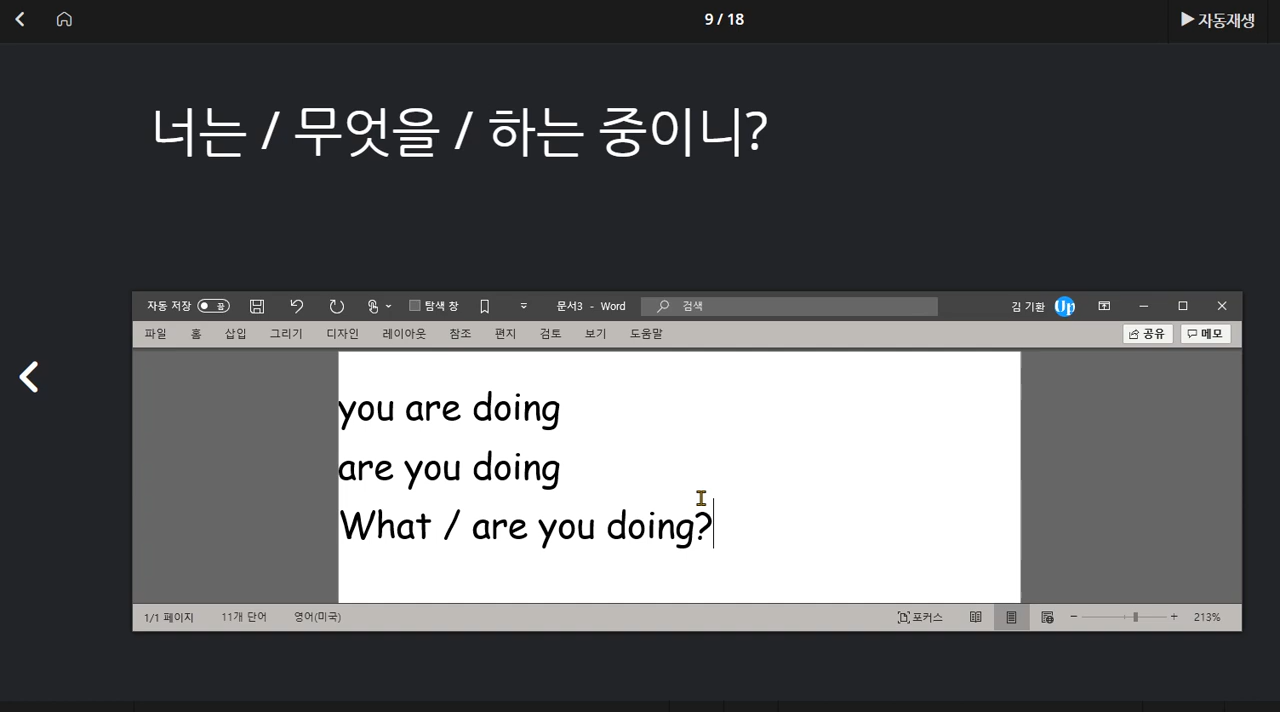 9 / 18
▶ 자동재생
너는 / 무엇을 / 하는 중이니?
자동 저장 끔 탐색 창 문서3 - Word 검색 김 기환 Up
파일 홈 삽입 그리기 디자인 레이아웃 참조 편지 검토 보기 도움말 공유 메모
you are doing
are you doing
What / are you doing?
1/1 페이지 11개 단어 영어(미국) 포커스 - + 213%